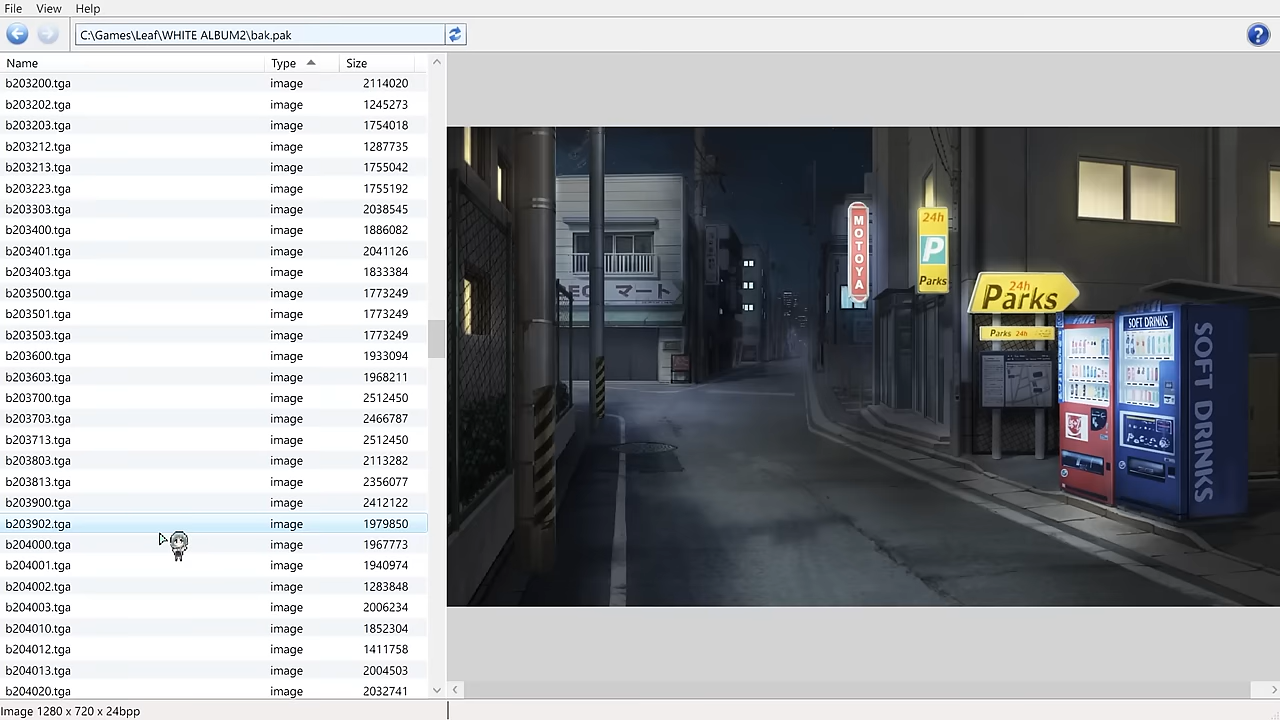 File View Help
C:\Games\Leaf\WHITE ALBUM2\bak.pak
Name Type Size
b203200.tga image 2114020
b203202.tga image 1245273
b203203.tga image 1754018
b203212.tga image 1287735
b203213.tga image 1755042
b203223.tga image 1755192
b203303.tga image 2038545
b203400.tga image 1886082
b203401.tga image 2041126
b203403.tga image 1833384
b203500.tga image 1773249
b203501.tga image 1773249
b203503.tga image 1773249
b203600.tga image 1933094
b203603.tga image 1968211
b203700.tga image 2512450
b203703.tga image 2466787
b203713.tga image 2512450
b203803.tga image 2113282
b203813.tga image 2356077
b203900.tga image 2412122
b203902.tga image 1979850
b204000.tga image 1967773
b204001.tga image 1940974
b204002.tga image 1283848
b204003.tga image 2006234
b204010.tga image 1852304
b204012.tga image 1411758
b204013.tga image 2004503
b204020.tga image 2032741
マート
MOTOYA
24h
P
Parks
24h
Parks
Parks 24h
SOFT DRINKS
SOFT DRINKS
Image 1280 x 720 x 24bpp